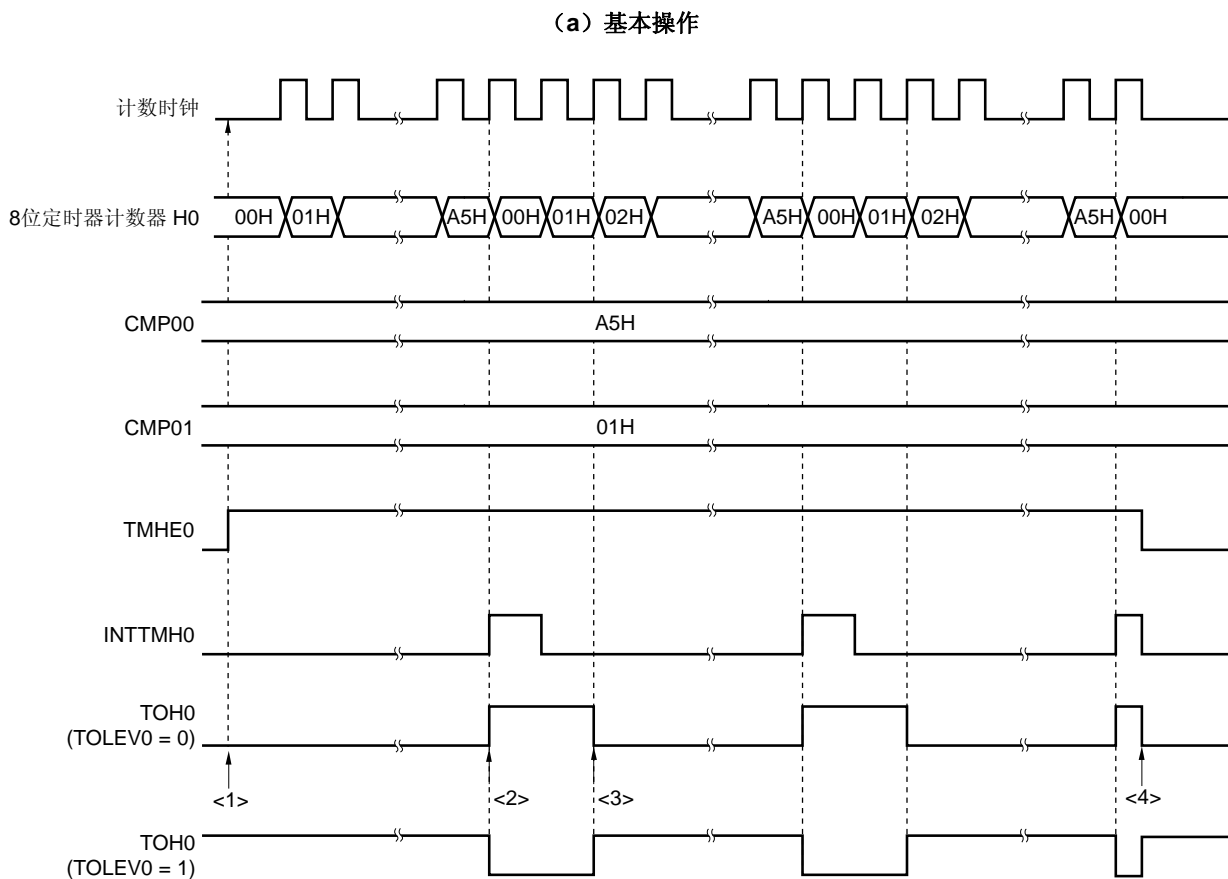 （a）基本操作
计数时钟
8位定时器计数器 H0
00H 01H A5H 00H 01H 02H A5H 00H 01H 02H A5H 00H
CMP00
A5H
CMP01
01H
TMHE0
INTTMH0
TOH0
(TOLEV0 = 0)
<1> <2> <3> <4>
TOH0
(TOLEV0 = 1)